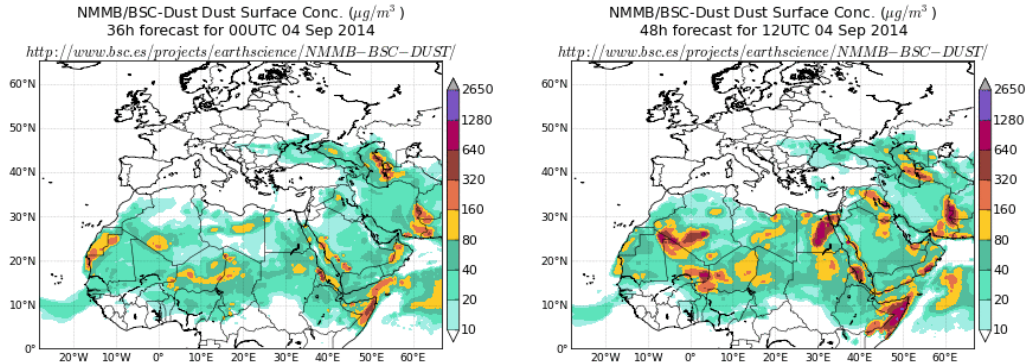 NMMB/BSC-Dust Dust Surface Conc. (μg/m³ )
36h forecast for 00UTC 04 Sep 2014
http://www.bsc.es/projects/earthscience/NMMB−BSC−DUST/
60°N
50°N
40°N
30°N
20°N
10°N
0°
20°W 10°W 0° 10°E 20°E 30°E 40°E 50°E 60°E
2650
1280
640
320
160
80
40
20
10
NMMB/BSC-Dust Dust Surface Conc. (μg/m³ )
48h forecast for 12UTC 04 Sep 2014
http://www.bsc.es/projects/earthscience/NMMB−BSC−DUST/
60°N
50°N
40°N
30°N
20°N
10°N
0°
20°W 10°W 0° 10°E 20°E 30°E 40°E 50°E 60°E
2650
1280
640
320
160
80
40
20
10